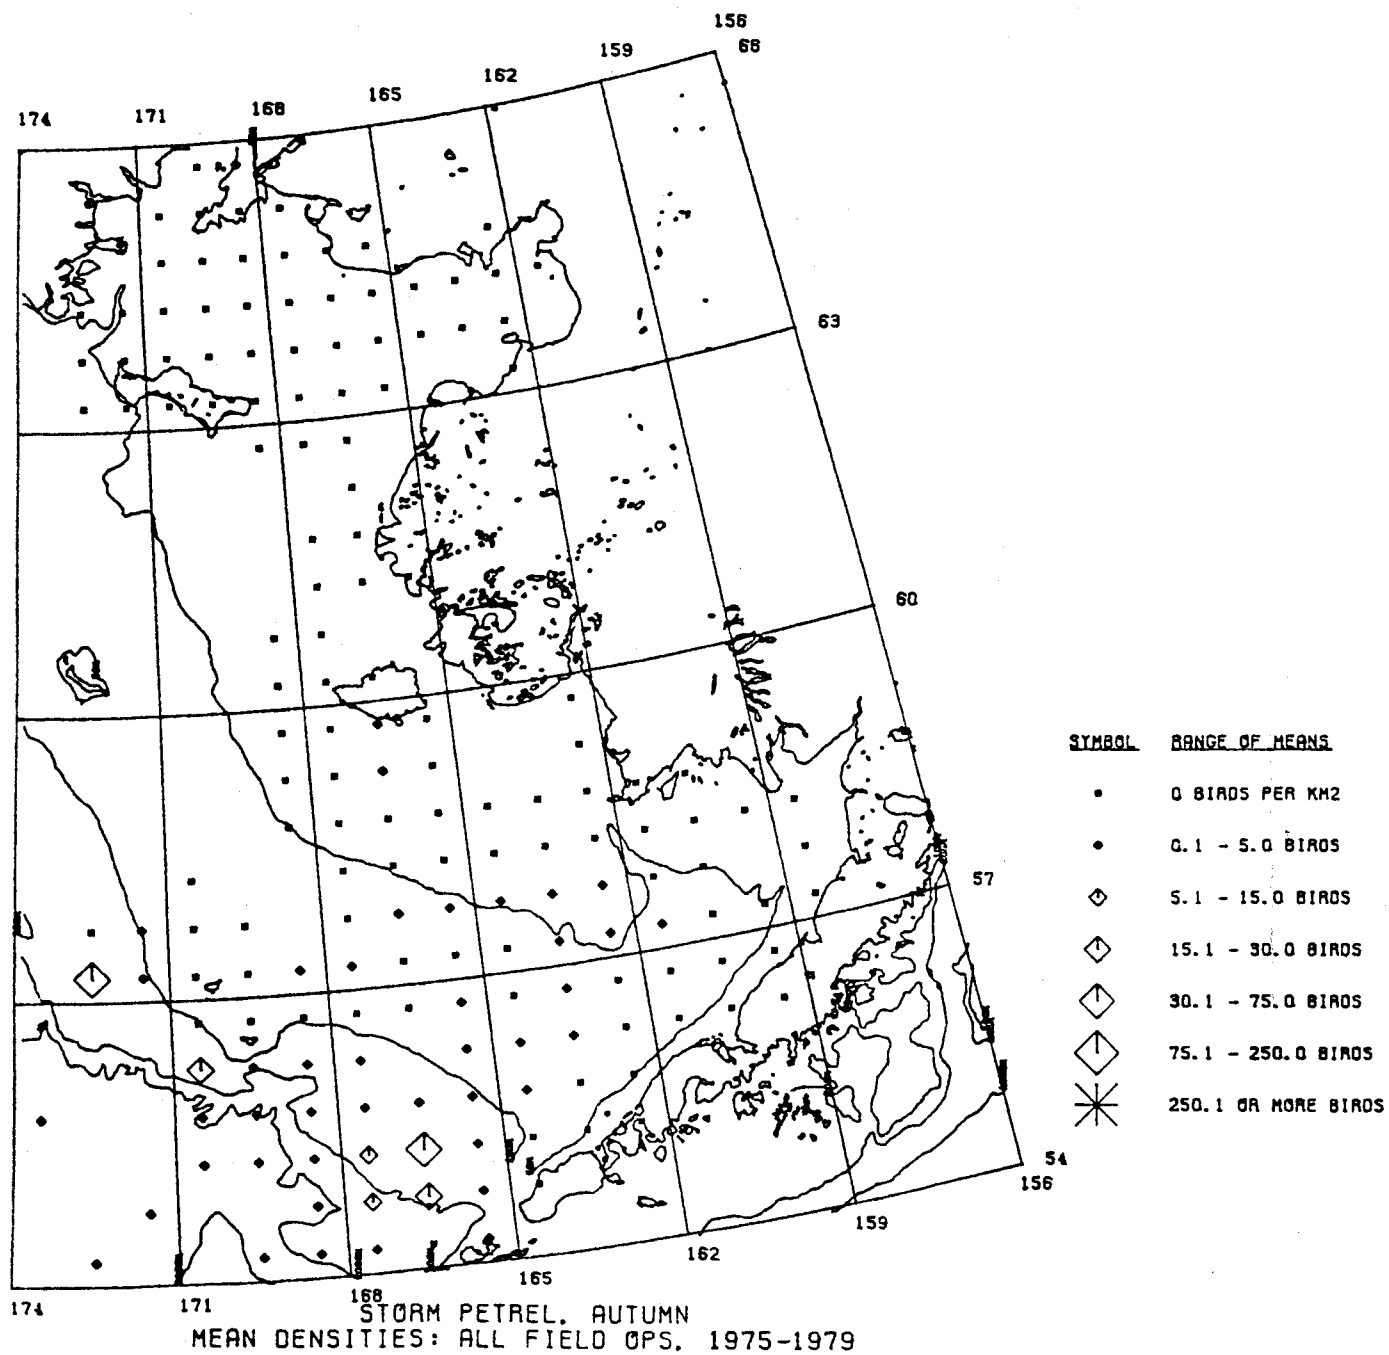 156
66
159
162
165
168
171
174
63
60
57
54
156
159
162
165
168
171
174
SYMBOL RANGE OF MEANS
0 BIRDS PER KM2
0.1 - 5.0 BIRDS
5.1 - 15.0 BIRDS
15.1 - 30.0 BIRDS
30.1 - 75.0 BIRDS
75.1 - 250.0 BIRDS
250.1 OR MORE BIRDS
STORM PETREL, AUTUMN
MEAN DENSITIES: ALL FIELD OPS, 1975-1979